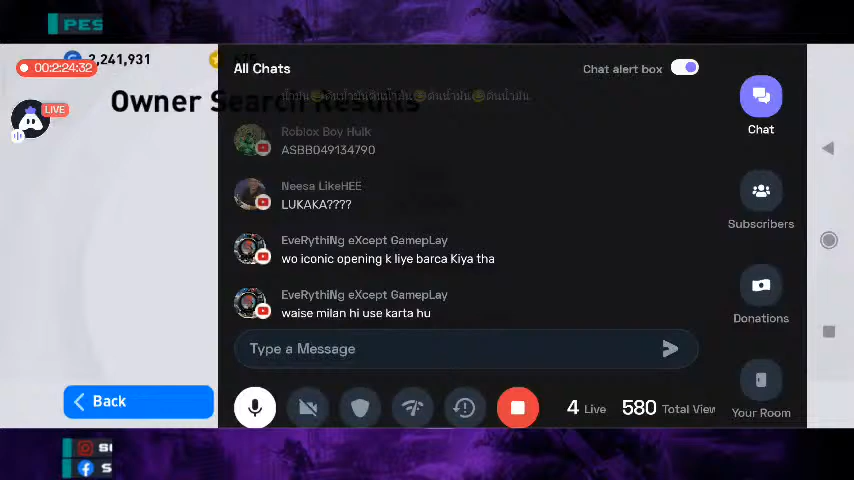 PES
2,241,931
00:2:24:32
LIVE
Owner Search Results
All Chats
Chat alert box
Roblox Boy Hulk
ASBB049134790
Neesa LikeHEE
LUKAKA????
EveRythiNg eXcept GamepLay
wo iconic opening k liye barca Kiya tha
EveRythiNg eXcept GamepLay
waise milan hi use karta hu
Type a Message
4 Live
580 Total View
Chat
Subscribers
Donations
Your Room
Back